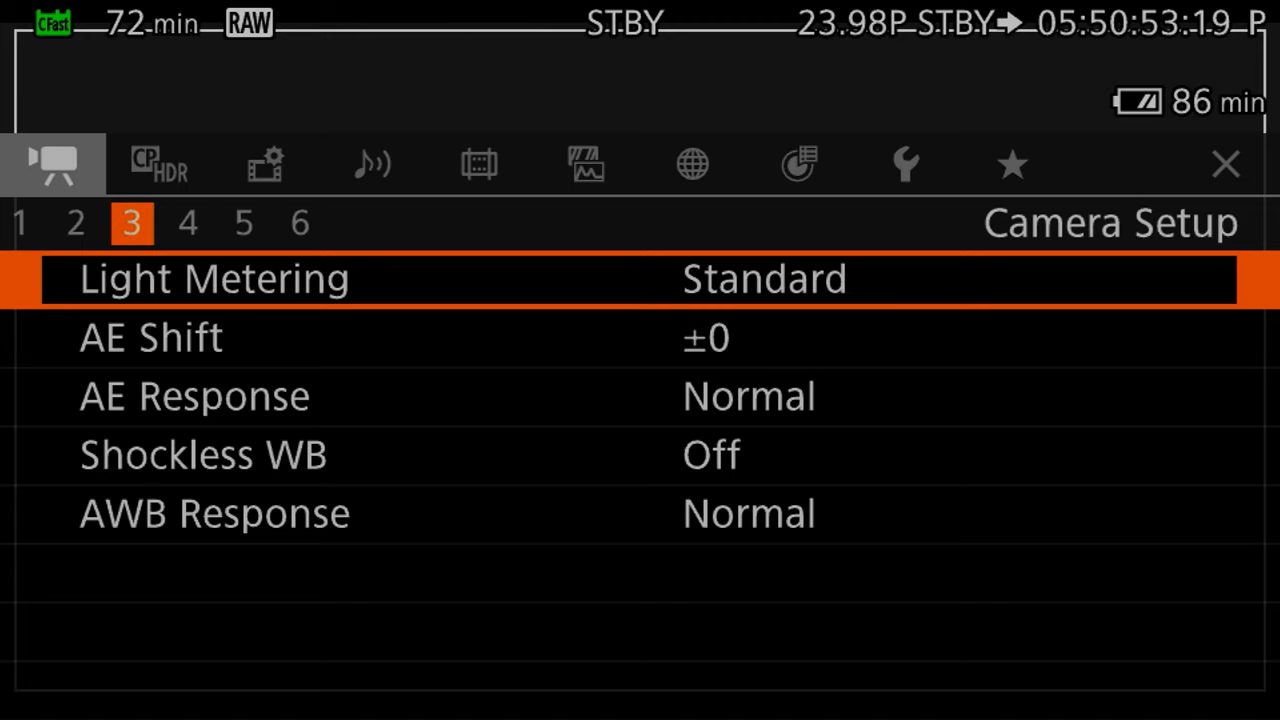 CFast 72 min RAW STBY 23.98P STBY 05:50:53:19 P
86 min
CP HDR
1 2 3 4 5 6 Camera Setup
Light Metering Standard
AE Shift ±0
AE Response Normal
Shockless WB Off
AWB Response Normal